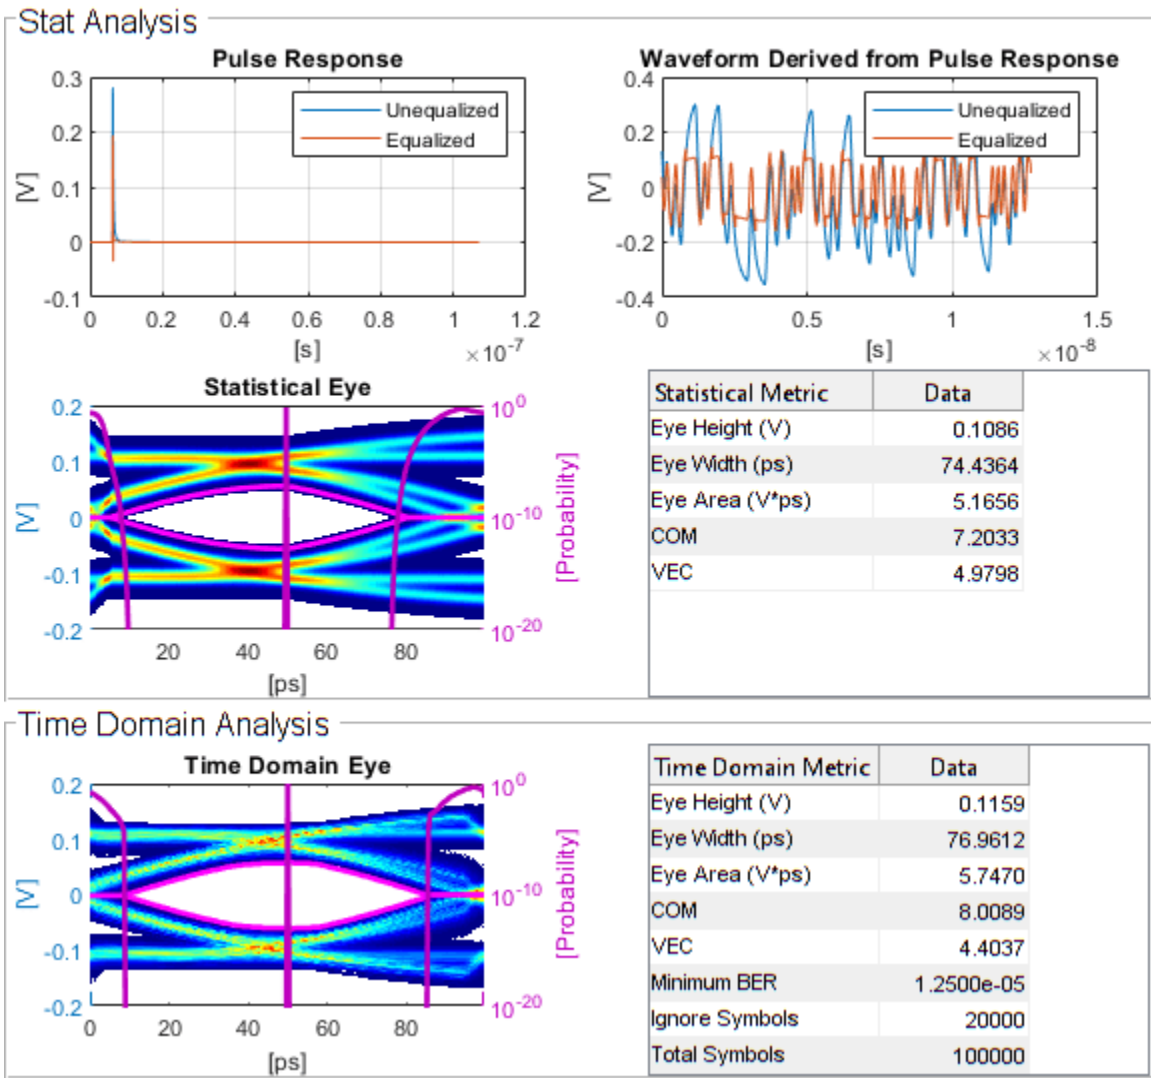 Stat Analysis
Pulse Response
0.3
0.2
0.1
0
-0.1
[V]
Unequalized
Equalized
0 0.2 0.4 0.6 0.8 1 1.2
[s]
×10-7
Waveform Derived from Pulse Response
0.4
0.2
0
-0.2
-0.4
[V]
Unequalized
Equalized
0 0.5 1 1.5
[s]
×10-8
Statistical Eye
0.2
0.1
0
-0.1
-0.2
[V]
10^0
10^-10
10^-20
[Probability]
20 40 60 80
[ps]
Statistical Metric Data
Eye Height (V) 0.1086
Eye Width (ps) 74.4364
Eye Area (V*ps) 5.1656
COM 7.2033
VEC 4.9798
Time Domain Analysis
Time Domain Eye
0.2
0.1
0
-0.1
-0.2
[V]
10^0
10^-10
10^-20
[Probability]
0 20 40 60 80
[ps]
Time Domain Metric Data
Eye Height (V) 0.1159
Eye Width (ps) 76.9612
Eye Area (V*ps) 5.7470
COM 8.0089
VEC 4.4037
Minimum BER 1.2500e-05
Ignore Symbols 20000
Total Symbols 100000